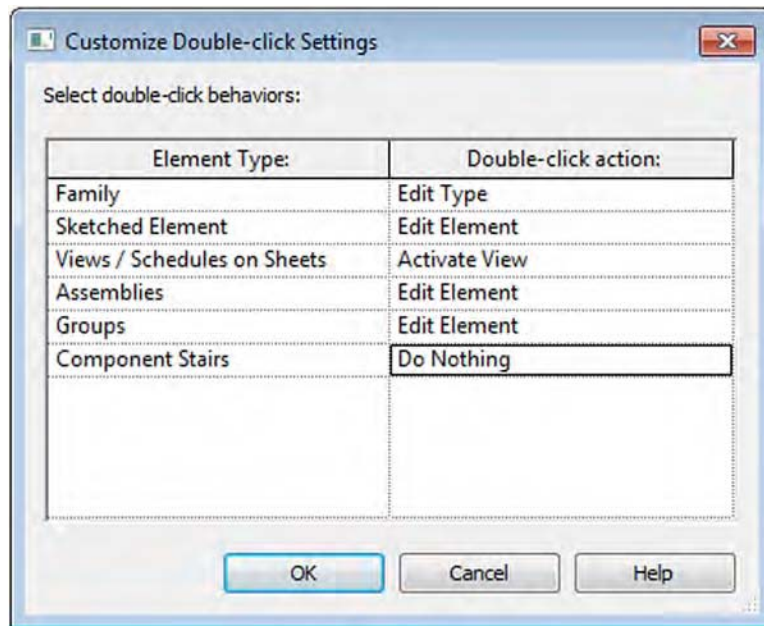 Customize Double-click Settings
Select double-click behaviors:
Element Type: Double-click action:
Family Edit Type
Sketched Element Edit Element
Views / Schedules on Sheets Activate View
Assemblies Edit Element
Groups Edit Element
Component Stairs Do Nothing
OK Cancel Help